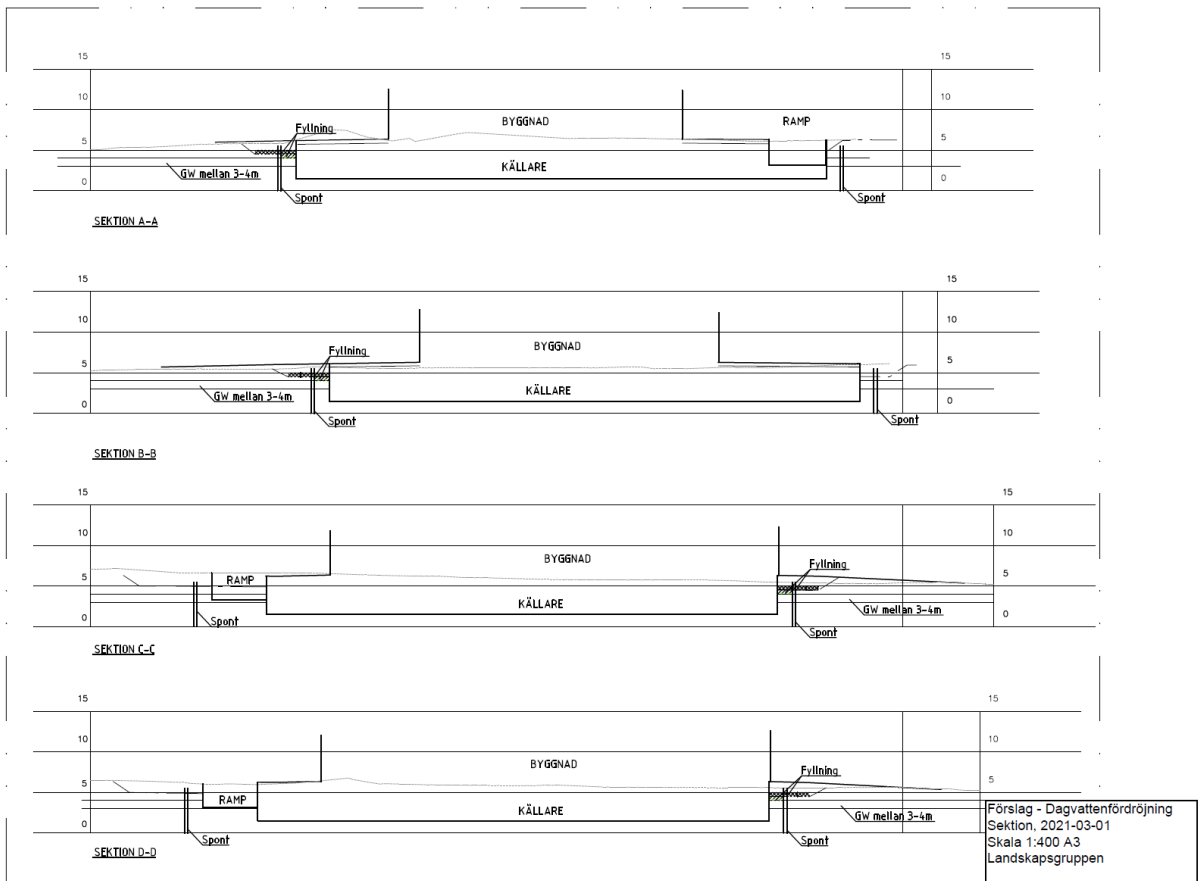 15 15
10 BYGGNAD RAMP 10
5 Fyllning 5
KÄLLARE
GW mellan 3-4m
0 0
Spont Spont
SEKTION A-A
15 15
10 10
BYGGNAD
Fyllning
5 5
KÄLLARE
GW mellan 3-4m
0 0
Spont Spont
SEKTION B-B
15 15
10 10
BYGGNAD
Fyllning
5 RAMP 5
KÄLLARE
GW mellan 3-4m
0 0
Spont Spont
SEKTION C-C
15 15
10 10
BYGGNAD
Fyllning
5 5
RAMP
KÄLLARE
GW mellan 3-4m
0
Spont Spont
SEKTION D-D
Förslag - Dagvattenfördröjning
Sektion, 2021-03-01
Skala 1:400 A3
Landskapsgruppen